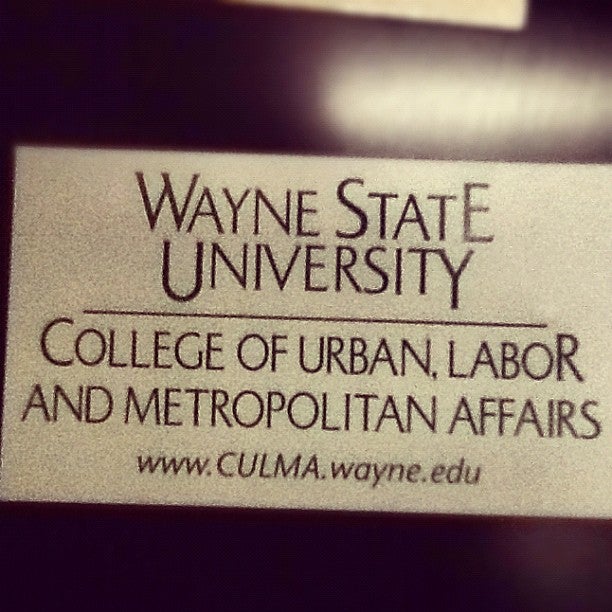 WAYNE STATE
UNIVERSITY
COLLEGE OF URBAN, LABOR
AND METROPOLITAN AFFAIRS
www.CULMA.wayne.edu